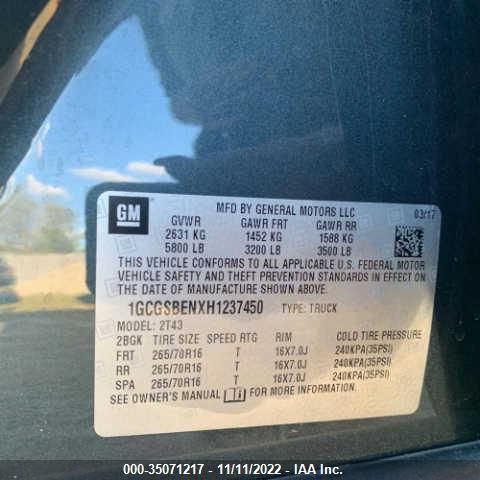 GM
MFD BY GENERAL MOTORS LLC 03/17
GVWR GAWR FRT GAWR RR
2631 KG 1452 KG 1588 KG
5800 LB 3200 LB 3500 LB
THIS VEHICLE CONFORMS TO ALL APPLICABLE U.S. FEDERAL MOTOR
VEHICLE SAFETY AND THEFT PREVENTION STANDARDS IN EFFECT ON
THE DATE OF MANUFACTURE SHOWN ABOVE.
1GCGSBENXH1237450 TYPE: TRUCK
MODEL: 2T43
2BGK TIRE SIZE SPEED RTG RIM COLD TIRE PRESSURE
FRT 265/70R16 T 16X7.0J 240KPA(35PSI)
RR 265/70R16 T 16X7.0J 240KPA(35PSI)
SPA 265/70R16 T 16X7.0J 240KPA(35PSI)
SEE OWNER'S MANUAL FOR MORE INFORMATION.
000-35071217 - 11/11/2022 - IAA Inc.